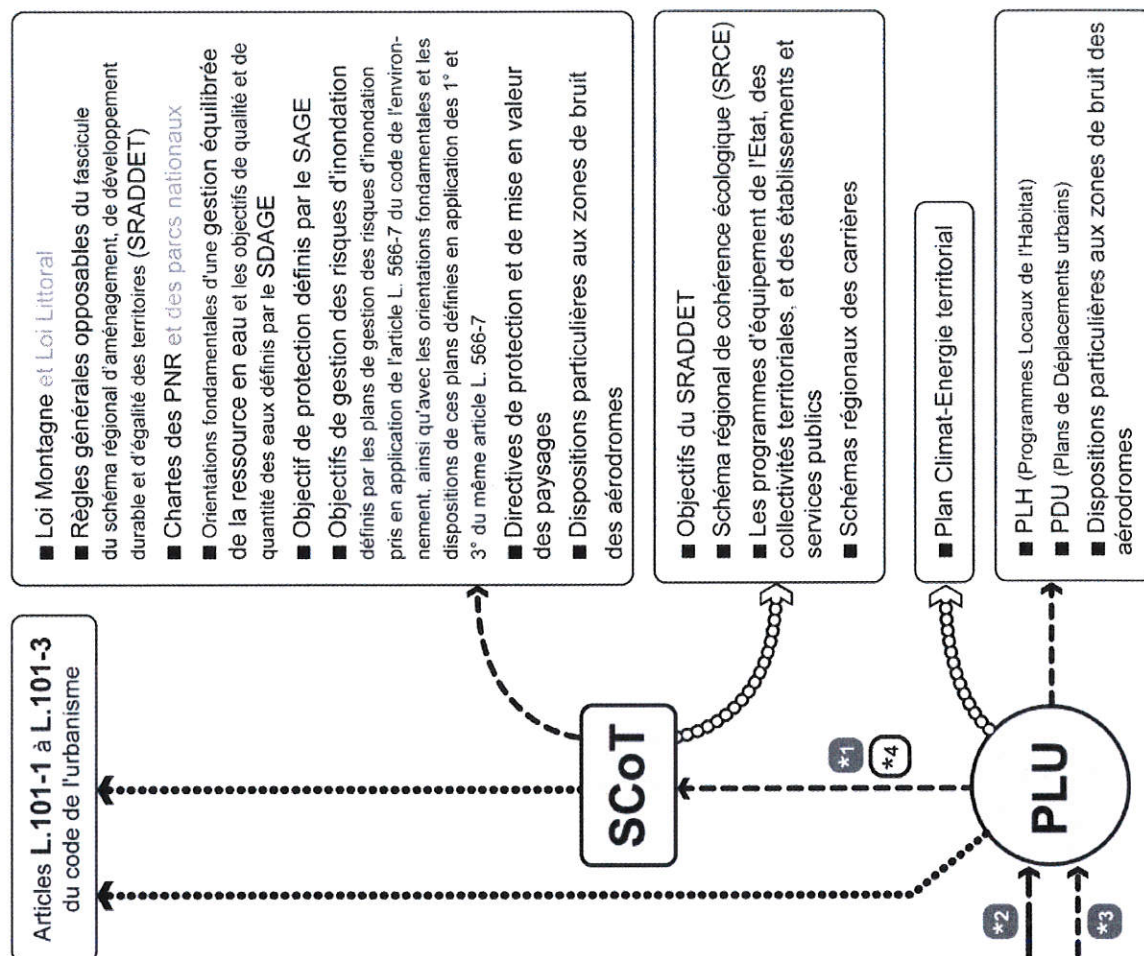 Articles L.101-1 à L.101-3
du code de l'urbanisme
■ Loi Montagne et Loi Littoral
■ Règles générales opposables du fascicule
du schéma régional d'aménagement, de développement
durable et d'égalité des territoires (SRADDET)
■ Chartes des PNR et des parcs nationaux
■ Orientations fondamentales d'une gestion équilibrée
de la ressource en eau et les objectifs de qualité et de
quantité des eaux définis par le SDAGE
■ Objectif de protection définis par le SAGE
■ Objectifs de gestion des risques d'inondation
définis par les plans de gestion des risques d'inondation
pris en application de l'article L. 566-7 du code de l'environ-
nement, ainsi qu'avec les orientations fondamentales et les
dispositions de ces plans définies en application des 1° et
3° du même article L. 566-7
■ Directives de protection et de mise en valeur
des paysages
■ Dispositions particulières aux zones de bruit
des aérodromes
SCoT
■ Objectifs du SRADDET
■ Schéma régional de cohérence écologique (SRCE)
■ Les programmes d'équipement de l'Etat, des
collectivités territoriales, et des établissements et
services publics
■ Schémas régionaux des carrières
*1
*4
■ Plan Climat-Energie territorial
PLU
■ PLH (Programmes Locaux de l'Habitat)
■ PDU (Plans de Déplacements urbains)
■ Dispositions particulières aux zones de bruit des
aérodromes
*2
*3